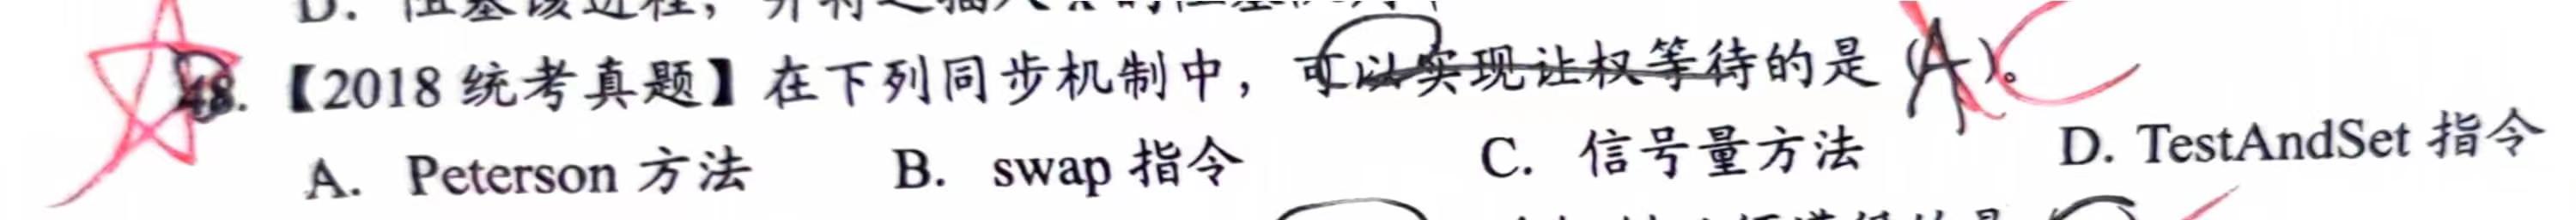 48.【2018 统考真题】在下列同步机制中，可以实现让权等待的是（A）。C
A. Peterson 方法 B. swap 指令 C. 信号量方法 D. TestAndSet 指令